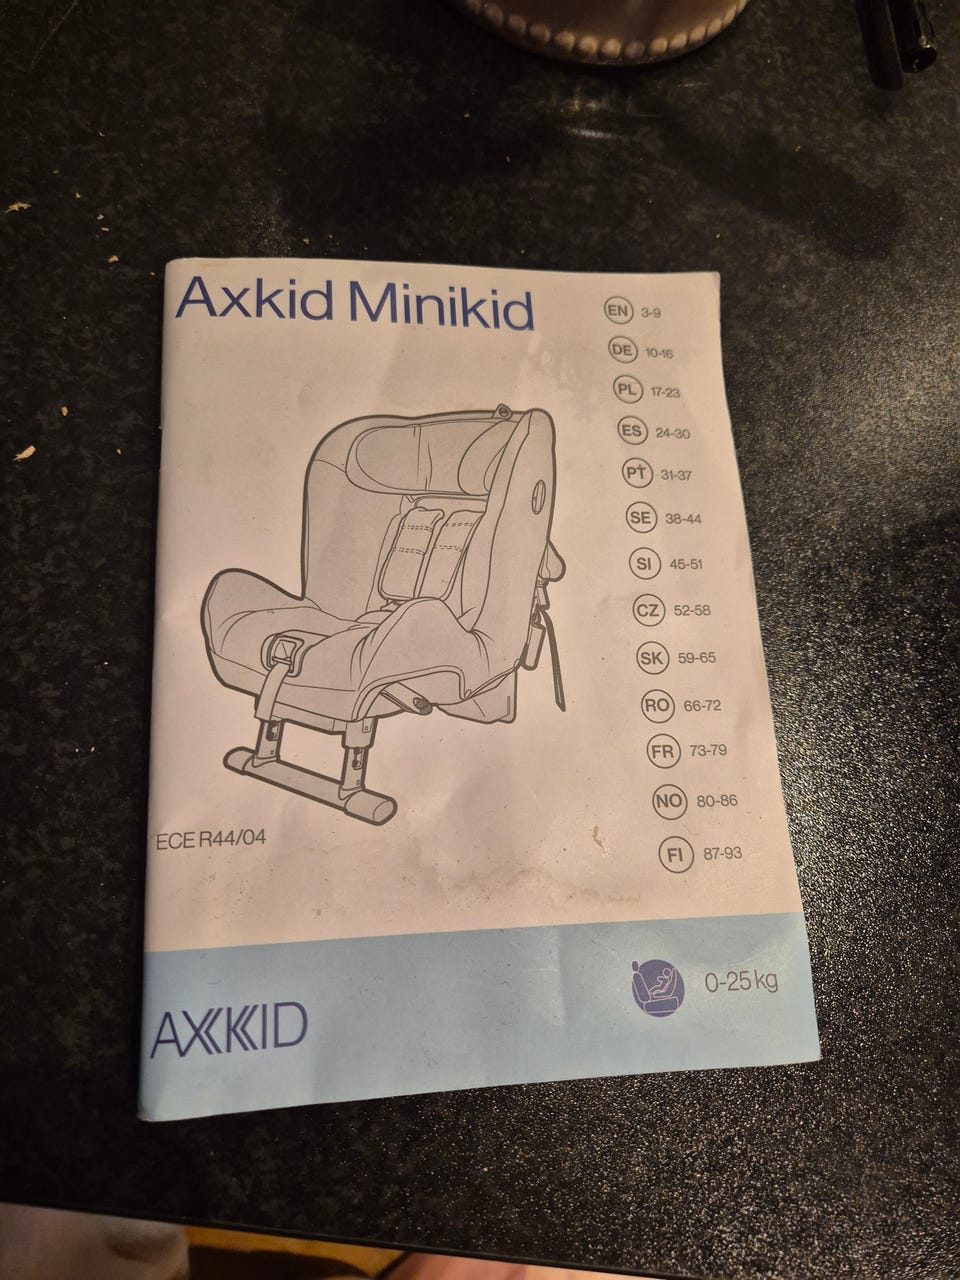 Axkid Minikid
EN 3-9
DE 10-16
PL 17-23
ES 24-30
PT 31-37
SE 38-44
SI 45-51
CZ 52-58
SK 59-65
RO 66-72
FR 73-79
NO 80-86
FI 87-93
ECE R44/04
AXKID
0-25 kg